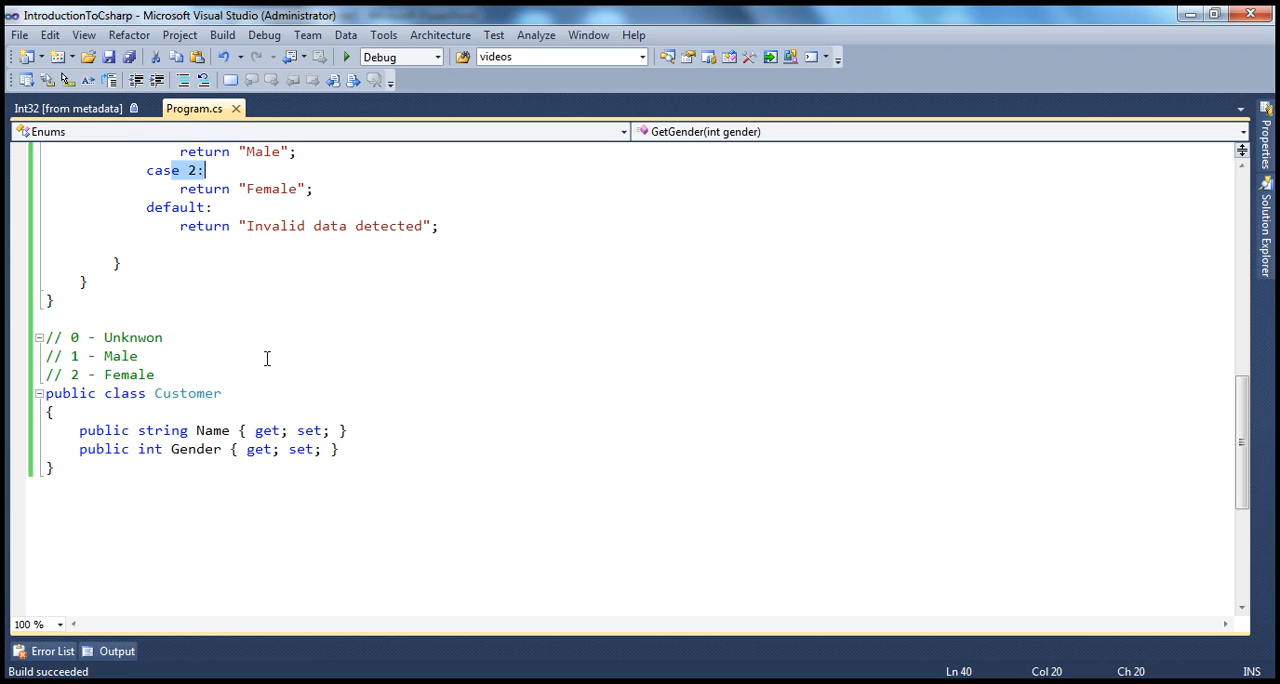 IntroductionToCsharp - Microsoft Visual Studio (Administrator)
File Edit View Refactor Project Build Debug Team Data Tools Architecture Test Analyze Window Help
Debug videos
Int32 [from metadata] Program.cs
Enums GetGender(int gender)
return "Male";
case 2:
return "Female";
default:
return "Invalid data detected";
}
}
}
// 0 - Unknwon
// 1 - Male
// 2 - Female
public class Customer
{
public string Name { get; set; }
public int Gender { get; set; }
}
100 %
Error List Output
Build succeeded Ln 40 Col 20 Ch 20 INS
Properties
Solution Explorer